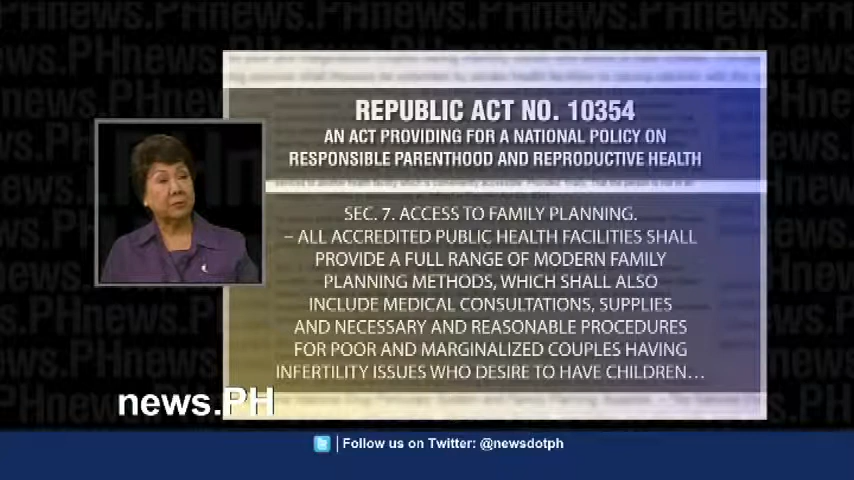 REPUBLIC ACT NO. 10354
AN ACT PROVIDING FOR A NATIONAL POLICY ON
RESPONSIBLE PARENTHOOD AND REPRODUCTIVE HEALTH
SEC. 7. ACCESS TO FAMILY PLANNING.
– ALL ACCREDITED PUBLIC HEALTH FACILITIES SHALL
PROVIDE A FULL RANGE OF MODERN FAMILY
PLANNING METHODS, WHICH SHALL ALSO
INCLUDE MEDICAL CONSULTATIONS, SUPPLIES
AND NECESSARY AND REASONABLE PROCEDURES
FOR POOR AND MARGINALIZED COUPLES HAVING
INFERTILITY ISSUES WHO DESIRE TO HAVE CHILDREN...
news.PH
Follow us on Twitter: @newsdotph